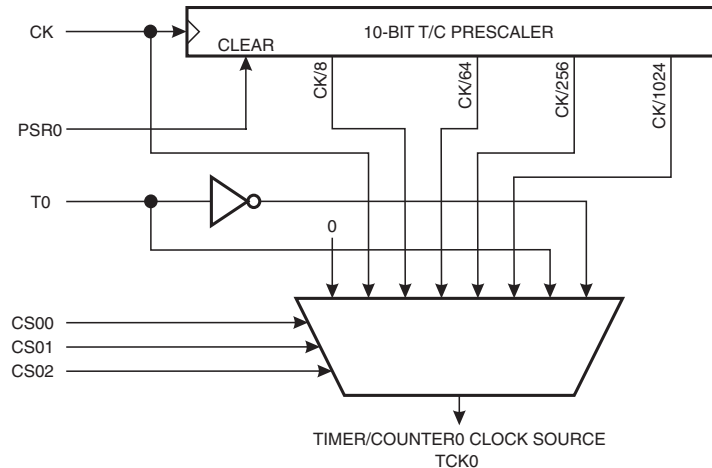 CK
10-BIT T/C PRESCALER
CLEAR
CK/8
CK/64
CK/256
CK/1024
PSR0
T0
0
CS00
CS01
CS02
TIMER/COUNTER0 CLOCK SOURCE
TCK0